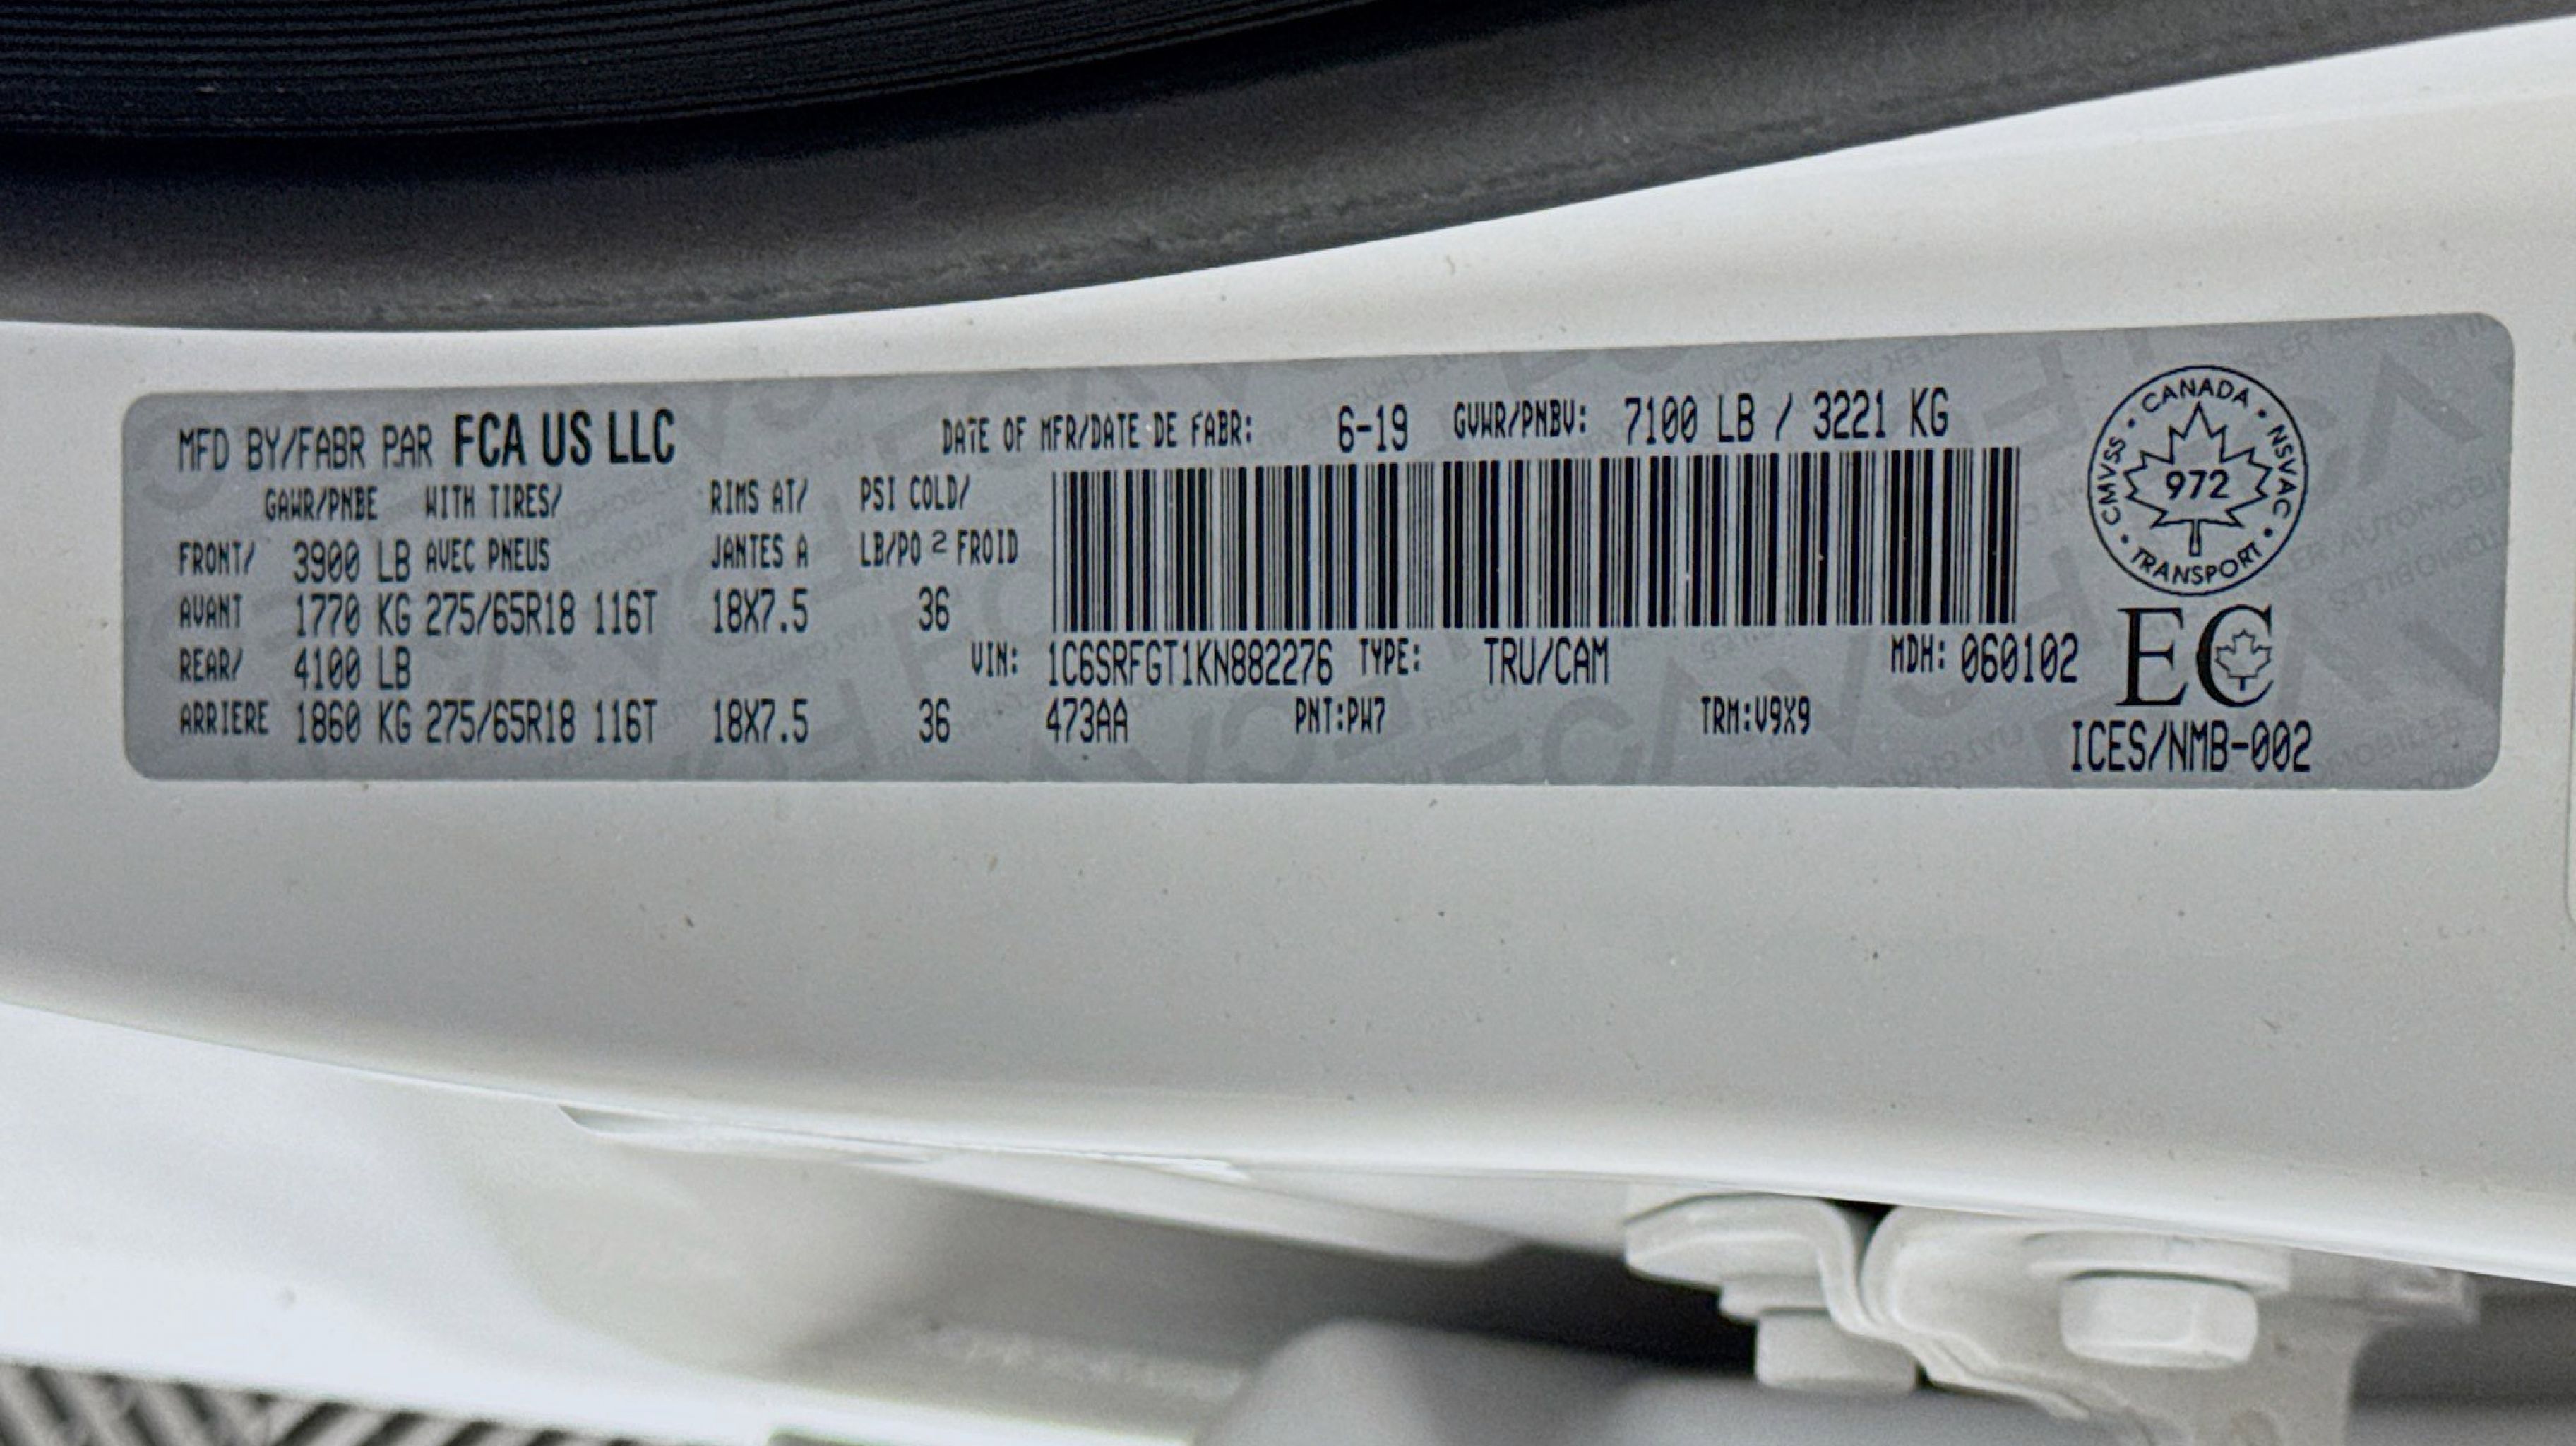 MFD BY/FABR PAR FCA US LLC
DATE OF MFR/DATE DE FABR: 6-19 GVWR/PNBV: 7100 LB / 3221 KG
GAWR/PNBE WITH TIRES/ RIMS AT/ PSI COLD/
FRONT/ 3900 LB AVEC PNEUS JANTES A LB/PO 2 FROID
AVANT 1770 KG 275/65R18 116T 18X7.5 36
REAR/ 4100 LB
ARRIERE 1860 KG 275/65R18 116T 18X7.5 36
VIN: 1C6SRFGT1KN882276 TYPE: TRU/CAM MDH: 060102
473AA PNT:PW7 TRM:V9X9
CANADA • NSVAC • TRANSPORT • CMVSS •
972
EC
ICES/NMB-002